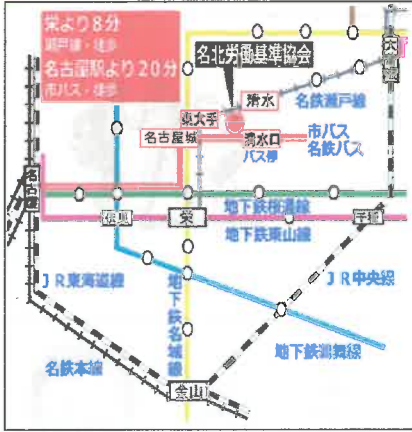 栄より8分
瀬戸線・徒歩
名古屋駅より20分
市バス・徒歩
名北労働基準協会
大曽根
清水
名鉄瀬戸線
東大手
名古屋城
清水口
バス停
市バス
名鉄バス
名古屋
伏見
栄
千種
地下鉄桜通線
地下鉄東山線
JR東海道線
地下鉄名城線
JR中央線
地下鉄鶴舞線
名鉄本線
金山